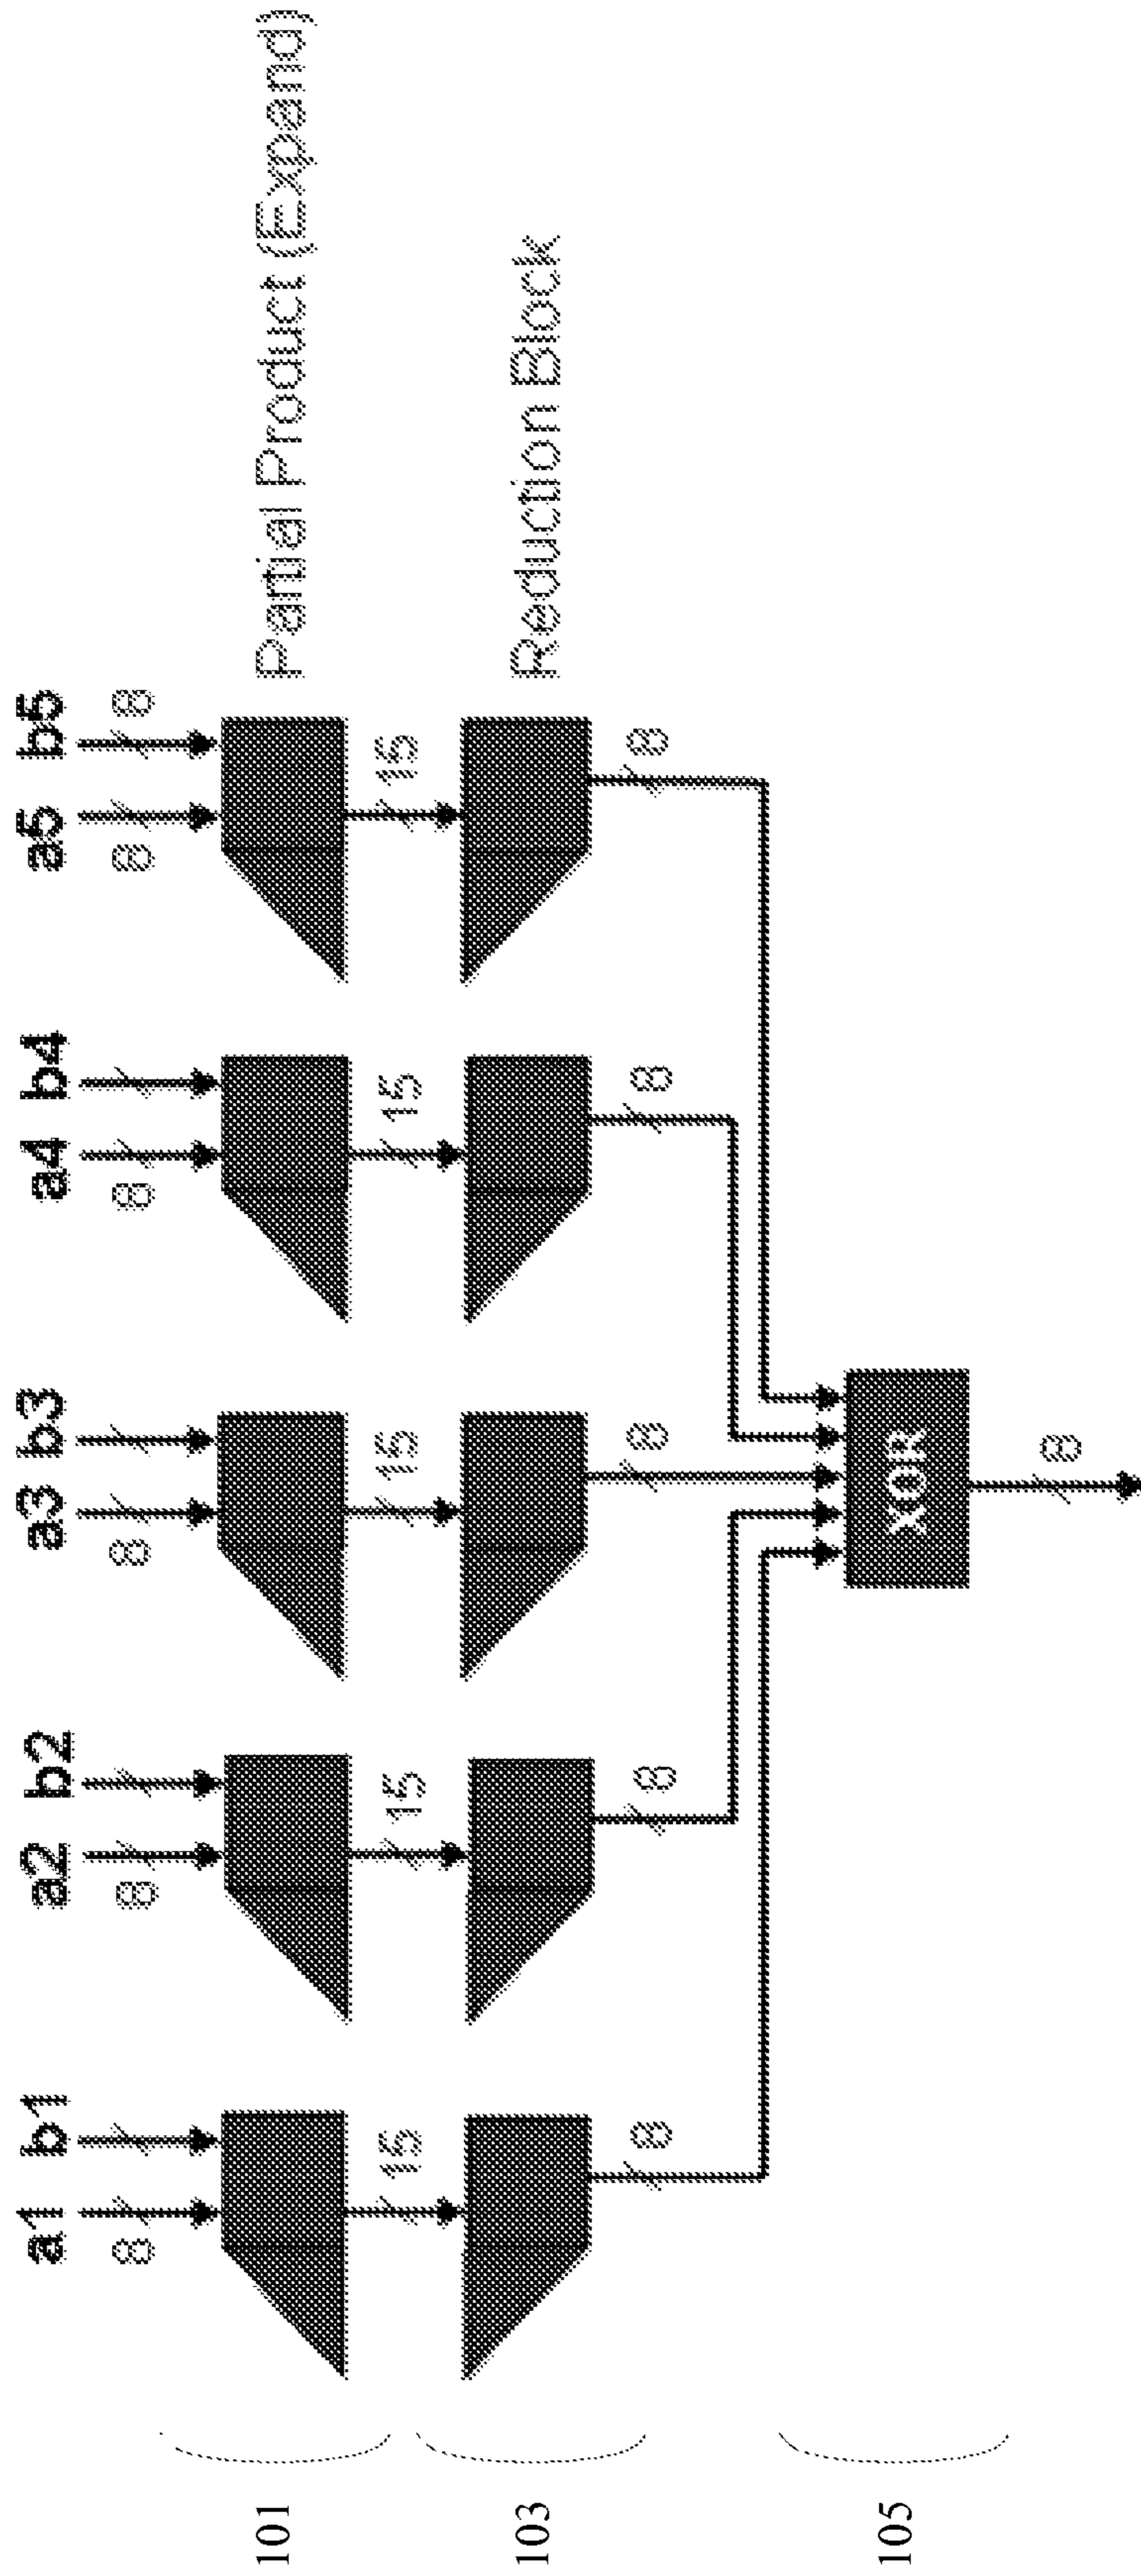 a1 b1 a2 b2 a3 b3 a4 b4 a5 b5
8 8 8 8 8 8
101 Partial Product (Expand)
15 15 15 15 15
103 Reduction Block
8 8 8 8 8
105 XOR
8